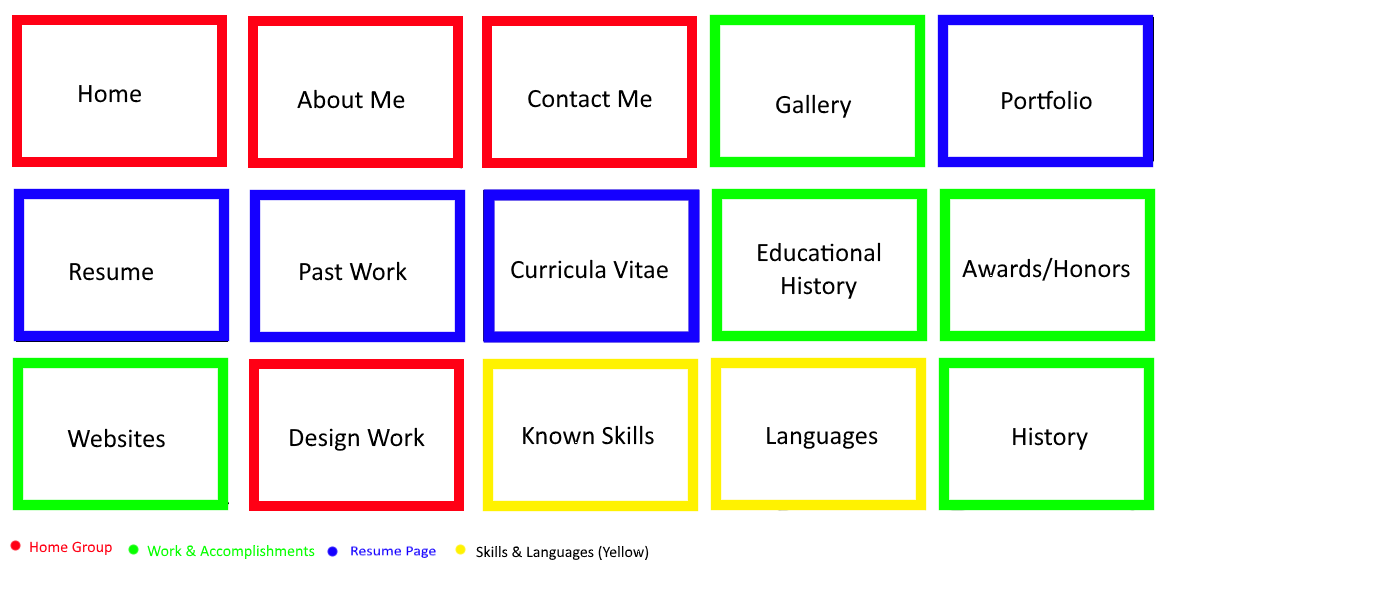 Home
About Me
Contact Me
Gallery
Portfolio
Resume
Past Work
Curricula Vitae
Educational
History
Awards/Honors
Websites
Design Work
Known Skills
Languages
History
Home Group
Work & Accomplishments
Resume Page
Skills & Languages (Yellow)